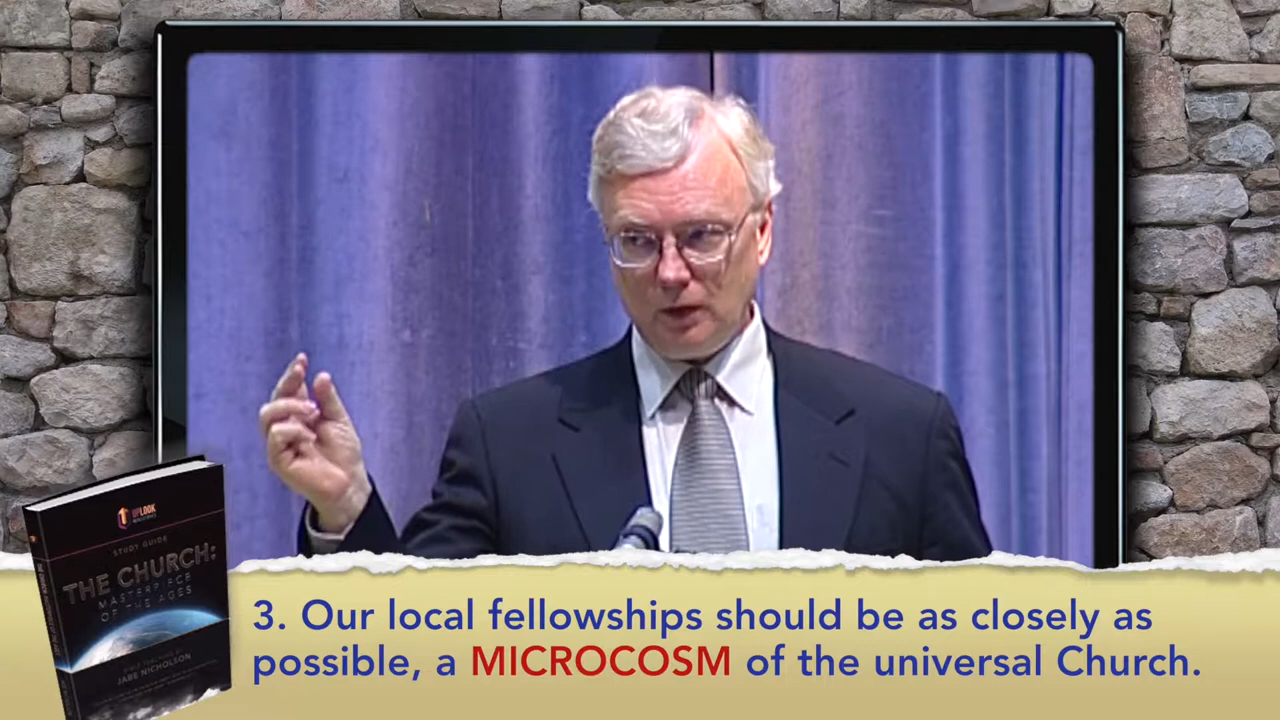 UPLOOK
MINISTRIES
STUDY GUIDE
THE CHURCH:
MASTERPIECE
OF THE AGES
JABE NICHOLSON
3. Our local fellowships should be as closely as
possible, a MICROCOSM of the universal Church.